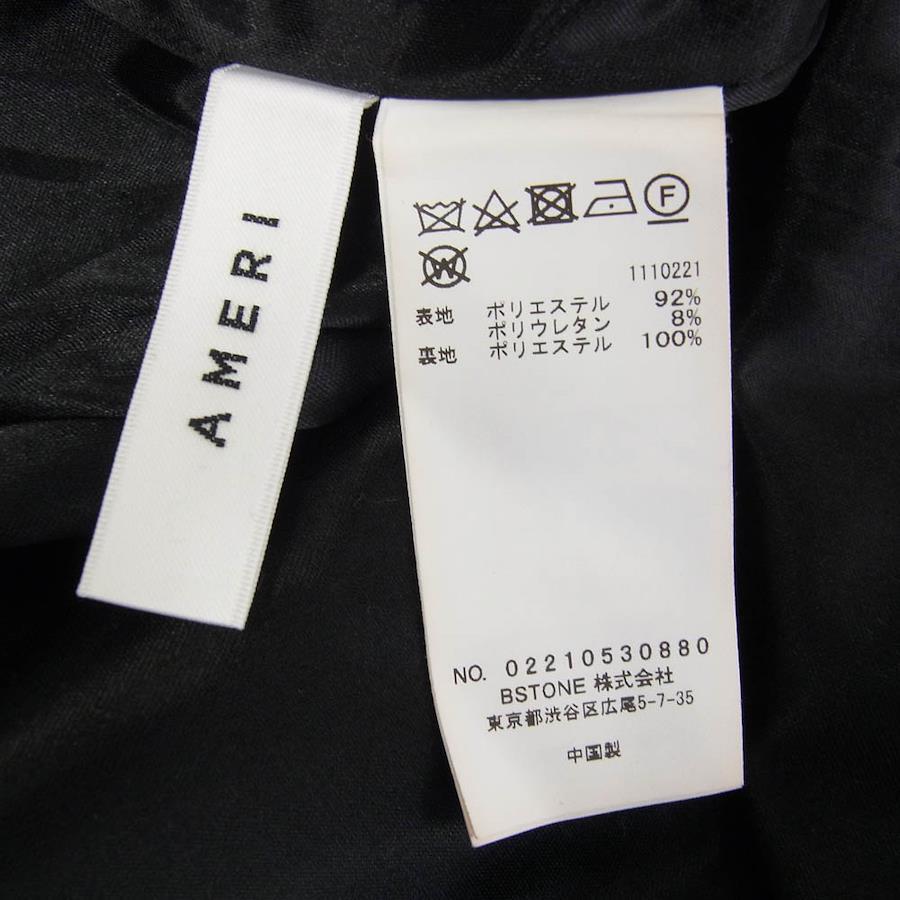 AMERI
F
W
1110221
表地 ポリエステル 92%
ポリウレタン 8%
裏地 ポリエステル 100%
NO. 02210530880
BSTONE 株式会社
東京都渋谷区広尾5-7-35
中国製